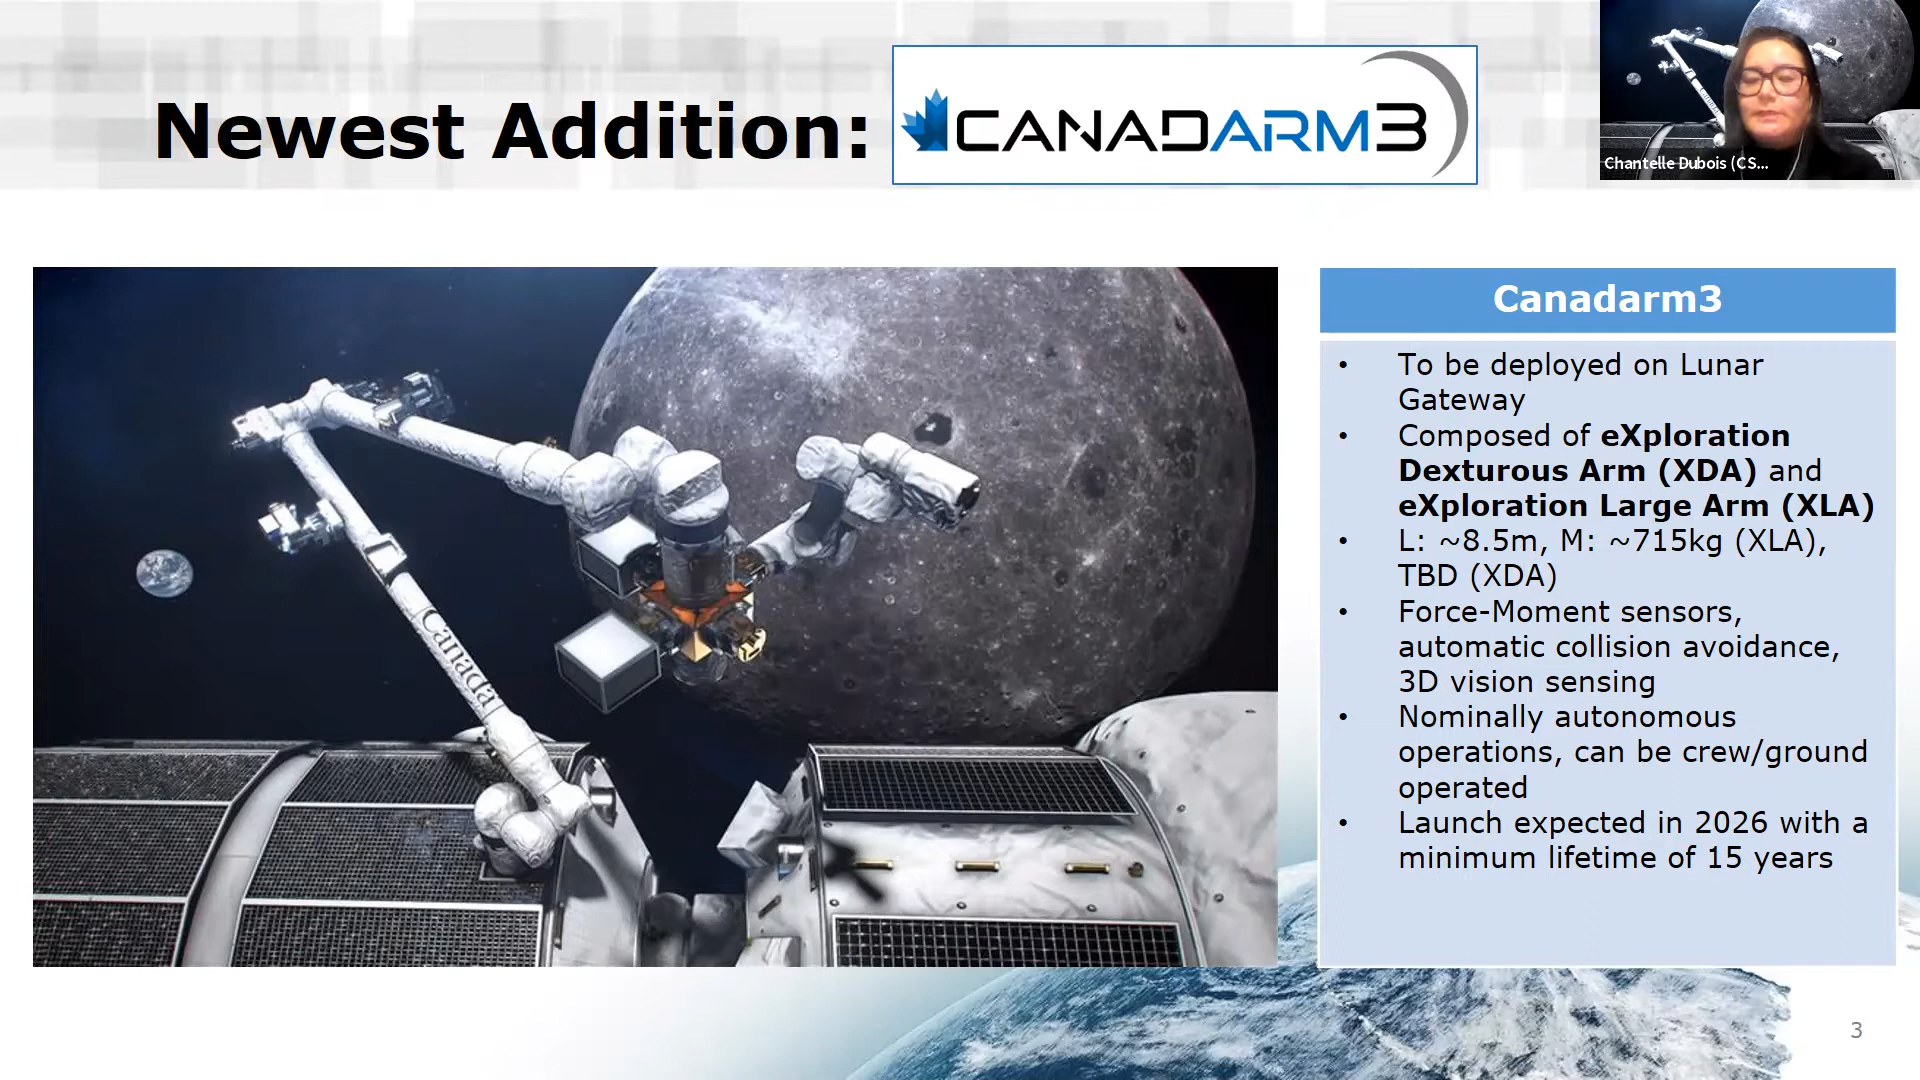 Newest Addition:
CANADARM3
Chantelle Dubois (CS...
Canada
Canadarm3
• To be deployed on Lunar
Gateway
• Composed of eXploration
Dexturous Arm (XDA) and
eXploration Large Arm (XLA)
• L: ~8.5m, M: ~715kg (XLA),
TBD (XDA)
• Force-Moment sensors,
automatic collision avoidance,
3D vision sensing
• Nominally autonomous
operations, can be crew/ground
operated
• Launch expected in 2026 with a
minimum lifetime of 15 years
3